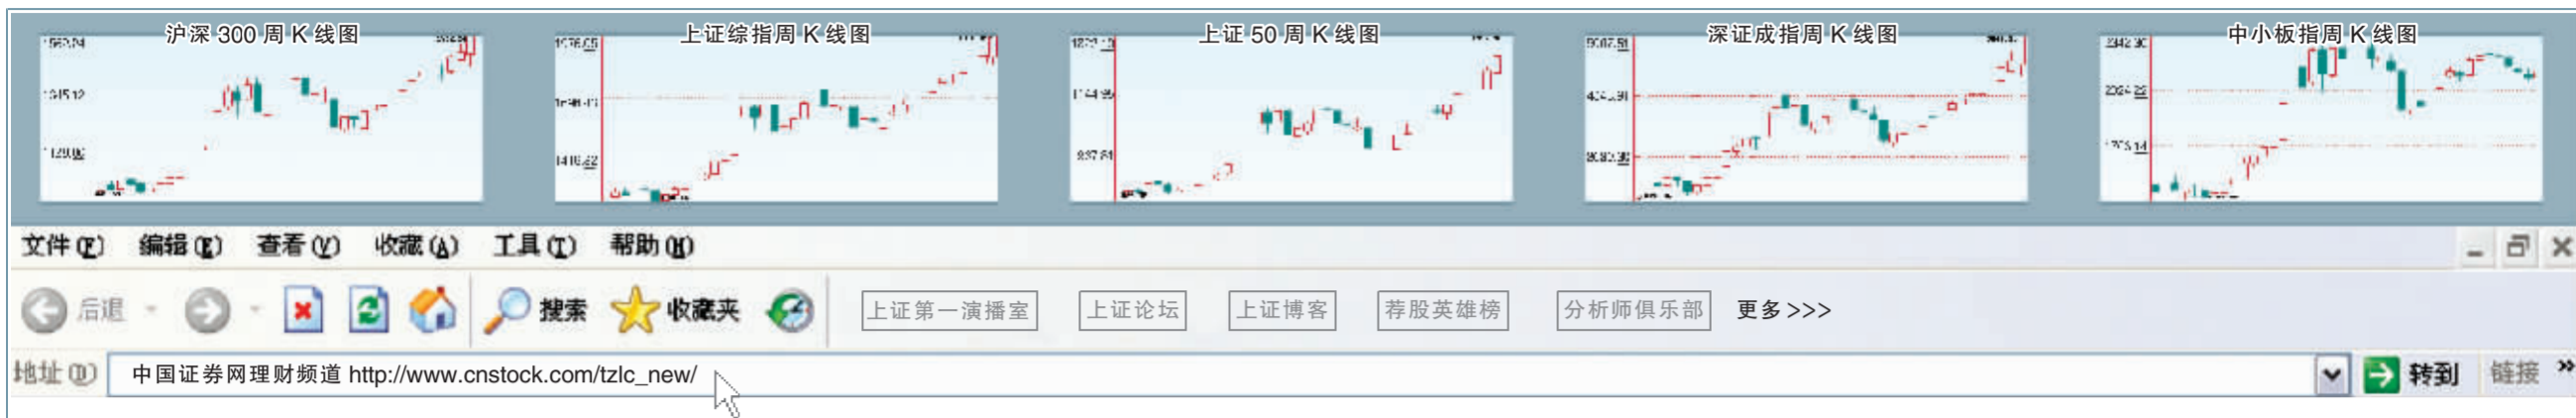 沪深 300 周 K 线图
上证综指周 K 线图
上证 50 周 K 线图
深证成指周 K 线图
中小板指周 K 线图
文件(F) 编辑(E) 查看(V) 收藏(A) 工具(T) 帮助(H)
后退 搜索 收藏夹 上证第一演播室 上证论坛 上证博客 荐股英雄榜 分析师俱乐部 更多>>>
地址(D) 中国证券网理财频道 http://www.cnstock.com/tzlc_new/ 转到 链接 »